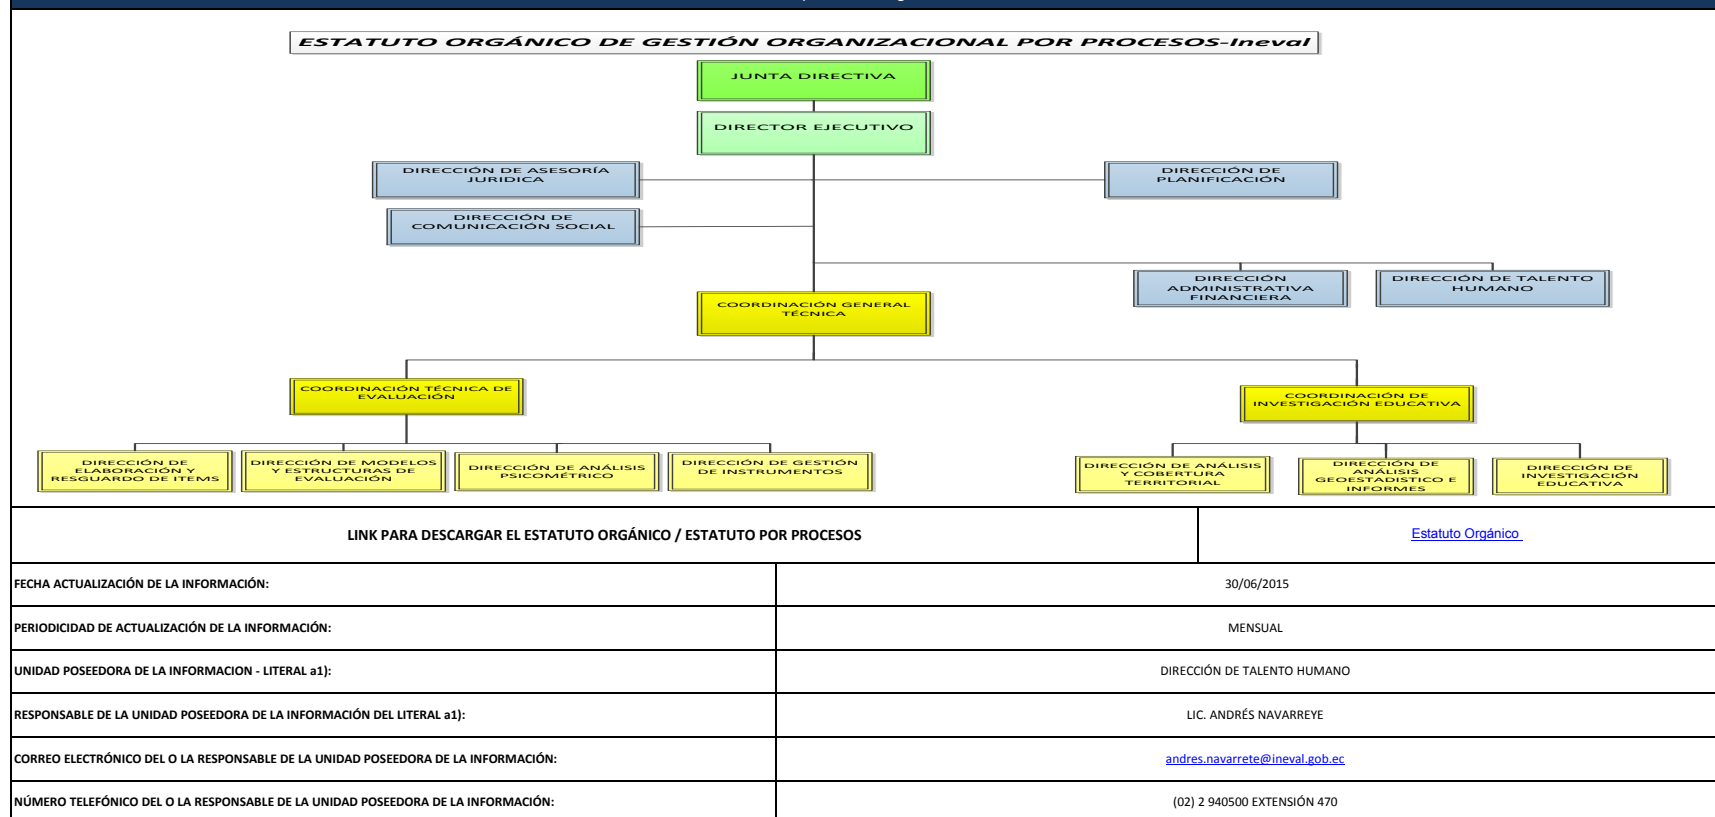 ESTATUTO ORGÁNICO DE GESTIÓN ORGANIZACIONAL POR PROCESOS-Ineval
JUNTA DIRECTIVA
DIRECTOR EJECUTIVO
DIRECCIÓN DE ASESORÍA
JURIDICA
DIRECCIÓN DE
PLANIFICACIÓN
DIRECCIÓN DE
COMUNICACIÓN SOCIAL
DIRECCIÓN
ADMINISTRATIVA
FINANCIERA
DIRECCIÓN DE TALENTO
HUMANO
COORDINACIÓN GENERAL
TÉCNICA
COORDINACIÓN TÉCNICA DE
EVALUACIÓN
COORDINACIÓN DE
INVESTIGACIÓN EDUCATIVA
DIRECCIÓN DE
ELABORACIÓN Y
RESGUARDO DE ITEMS
DIRECCIÓN DE MODELOS
Y ESTRUCTURAS DE
EVALUACIÓN
DIRECCIÓN DE ANÁLISIS
PSICOMÉTRICO
DIRECCIÓN DE GESTIÓN
DE INSTRUMENTOS
DIRECCIÓN DE ANÁLISIS
Y COBERTURA
TERRITORIAL
DIRECCIÓN DE
ANÁLISIS
GEOESTADISTICO E
INFORMES
DIRECCIÓN DE
INVESTIGACIÓN
EDUCATIVA
LINK PARA DESCARGAR EL ESTATUTO ORGÁNICO / ESTATUTO POR PROCESOS
Estatuto Orgánico
FECHA ACTUALIZACIÓN DE LA INFORMACIÓN:
30/06/2015
PERIODICIDAD DE ACTUALIZACIÓN DE LA INFORMACIÓN:
MENSUAL
UNIDAD POSEEDORA DE LA INFORMACION - LITERAL a1):
DIRECCIÓN DE TALENTO HUMANO
RESPONSABLE DE LA UNIDAD POSEEDORA DE LA INFORMACIÓN DEL LITERAL a1):
LIC. ANDRÉS NAVARREYE
CORREO ELECTRÓNICO DEL O LA RESPONSABLE DE LA UNIDAD POSEEDORA DE LA INFORMACIÓN:
andres.navarrete@ineval.gob.ec
NÚMERO TELEFÓNICO DEL O LA RESPONSABLE DE LA UNIDAD POSEEDORA DE LA INFORMACIÓN:
(02) 2 940500 EXTENSIÓN 470